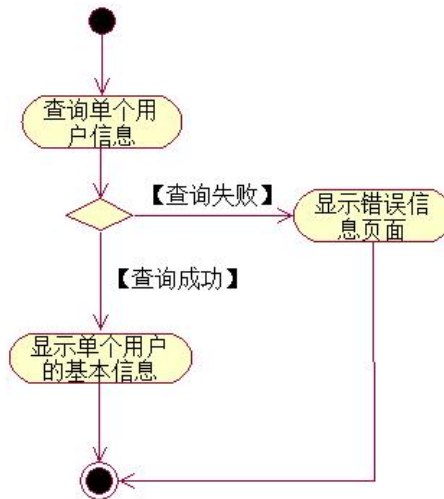 查询单个用
户信息
【查询失败】
显示错误信
息页面
【查询成功】
显示单个用户
的基本信息